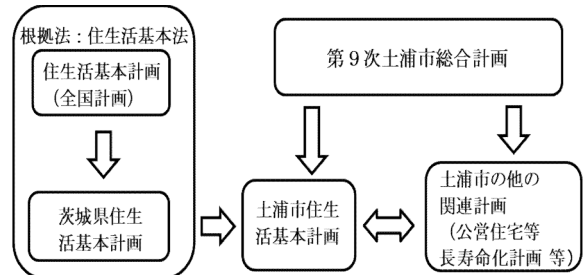 根拠法：住生活基本法
住生活基本計画
（全国計画）
茨城県住生
活基本計画
第９次土浦市総合計画
土浦市住生
活基本計画
土浦市の他の
関連計画
（公営住宅等
長寿命化計画 等）